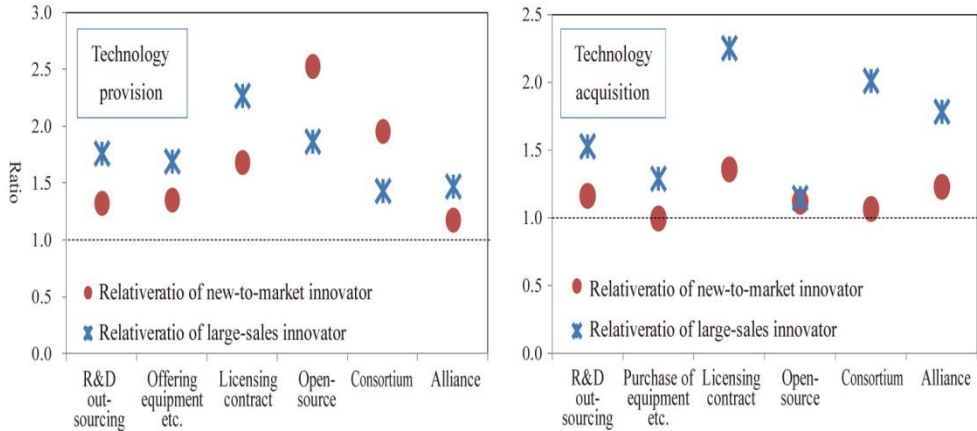 3.0
2.5
2.0
1.5
1.0
0.5
0.0
Ratio
Technology
provision
Relativeratio of new-to-market innovator
Relativeratio of large-sales innovator
R&D
out-
sourcing
Offering
equipment
etc.
Licensing
contract
Open-
source
Consortium
Alliance
2.5
2.0
1.5
1.0
0.5
0.0
Technology
acquisition
Relativeratio of new-to-market innovator
Relativeratio of large-sales innovator
R&D
out-
sourcing
Purchase of
equipment
etc.
Licensing
contract
Open-
source
Consortium
Alliance